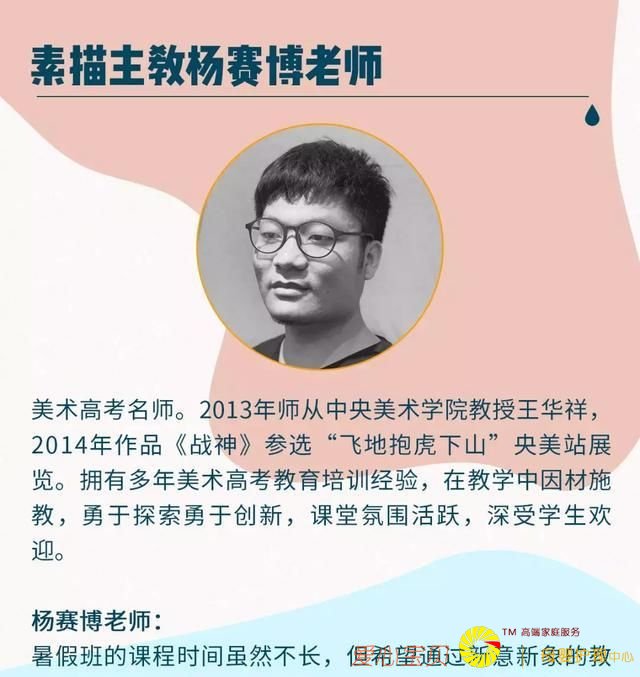 素描主教杨赛博老师
美术高考名师。2013年师从中央美术学院教授王华祥，
2014年作品《战神》参选“飞地抱虎下山”央美站展
览。拥有多年美术高考教育培训经验，在教学中因材施
教，勇于探索勇于创新，课堂氛围活跃，深受学生欢
迎。
杨赛博老师：
TM 高端家庭服务
暑假班的课程时间虽然不长，但希望通过新意新象的教